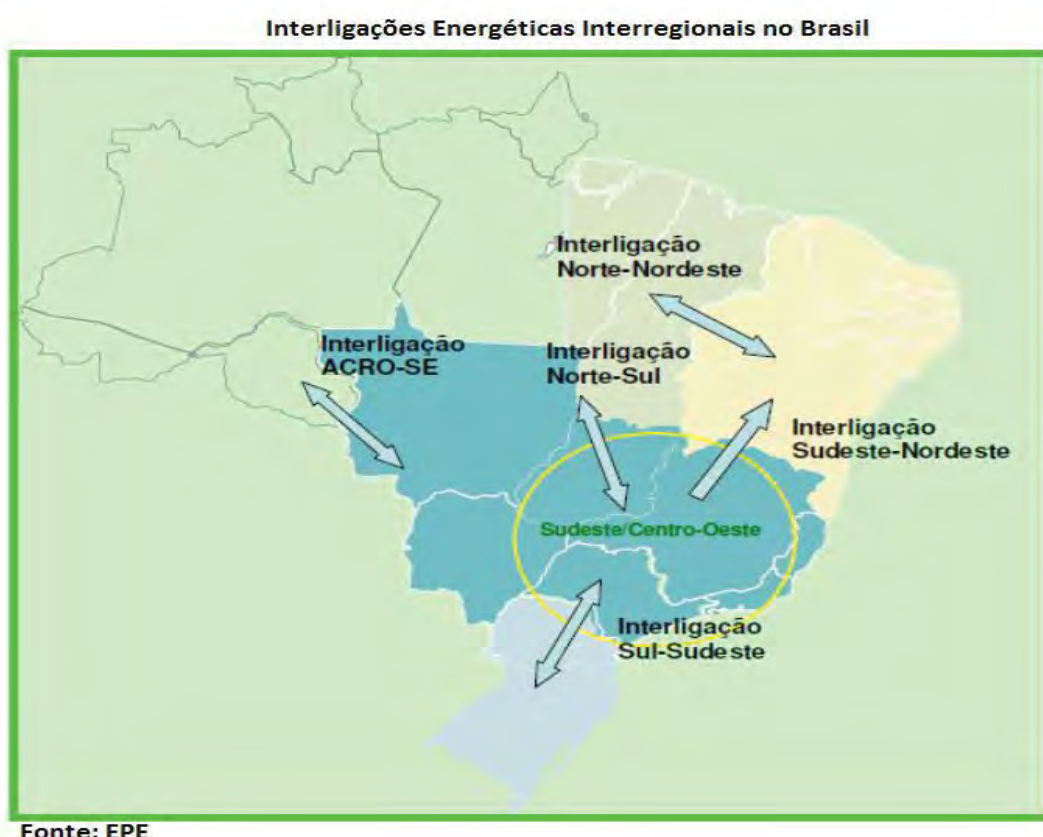 Interligações Energéticas Interregionais no Brasil
Interligação
Norte-Nordeste
Interligação
ACRO-SE
Interligação
Norte-Sul
Interligação
Sudeste-Nordeste
Sudeste/Centro-Oeste
Interligação
Sul-Sudeste
Fonte: EPE